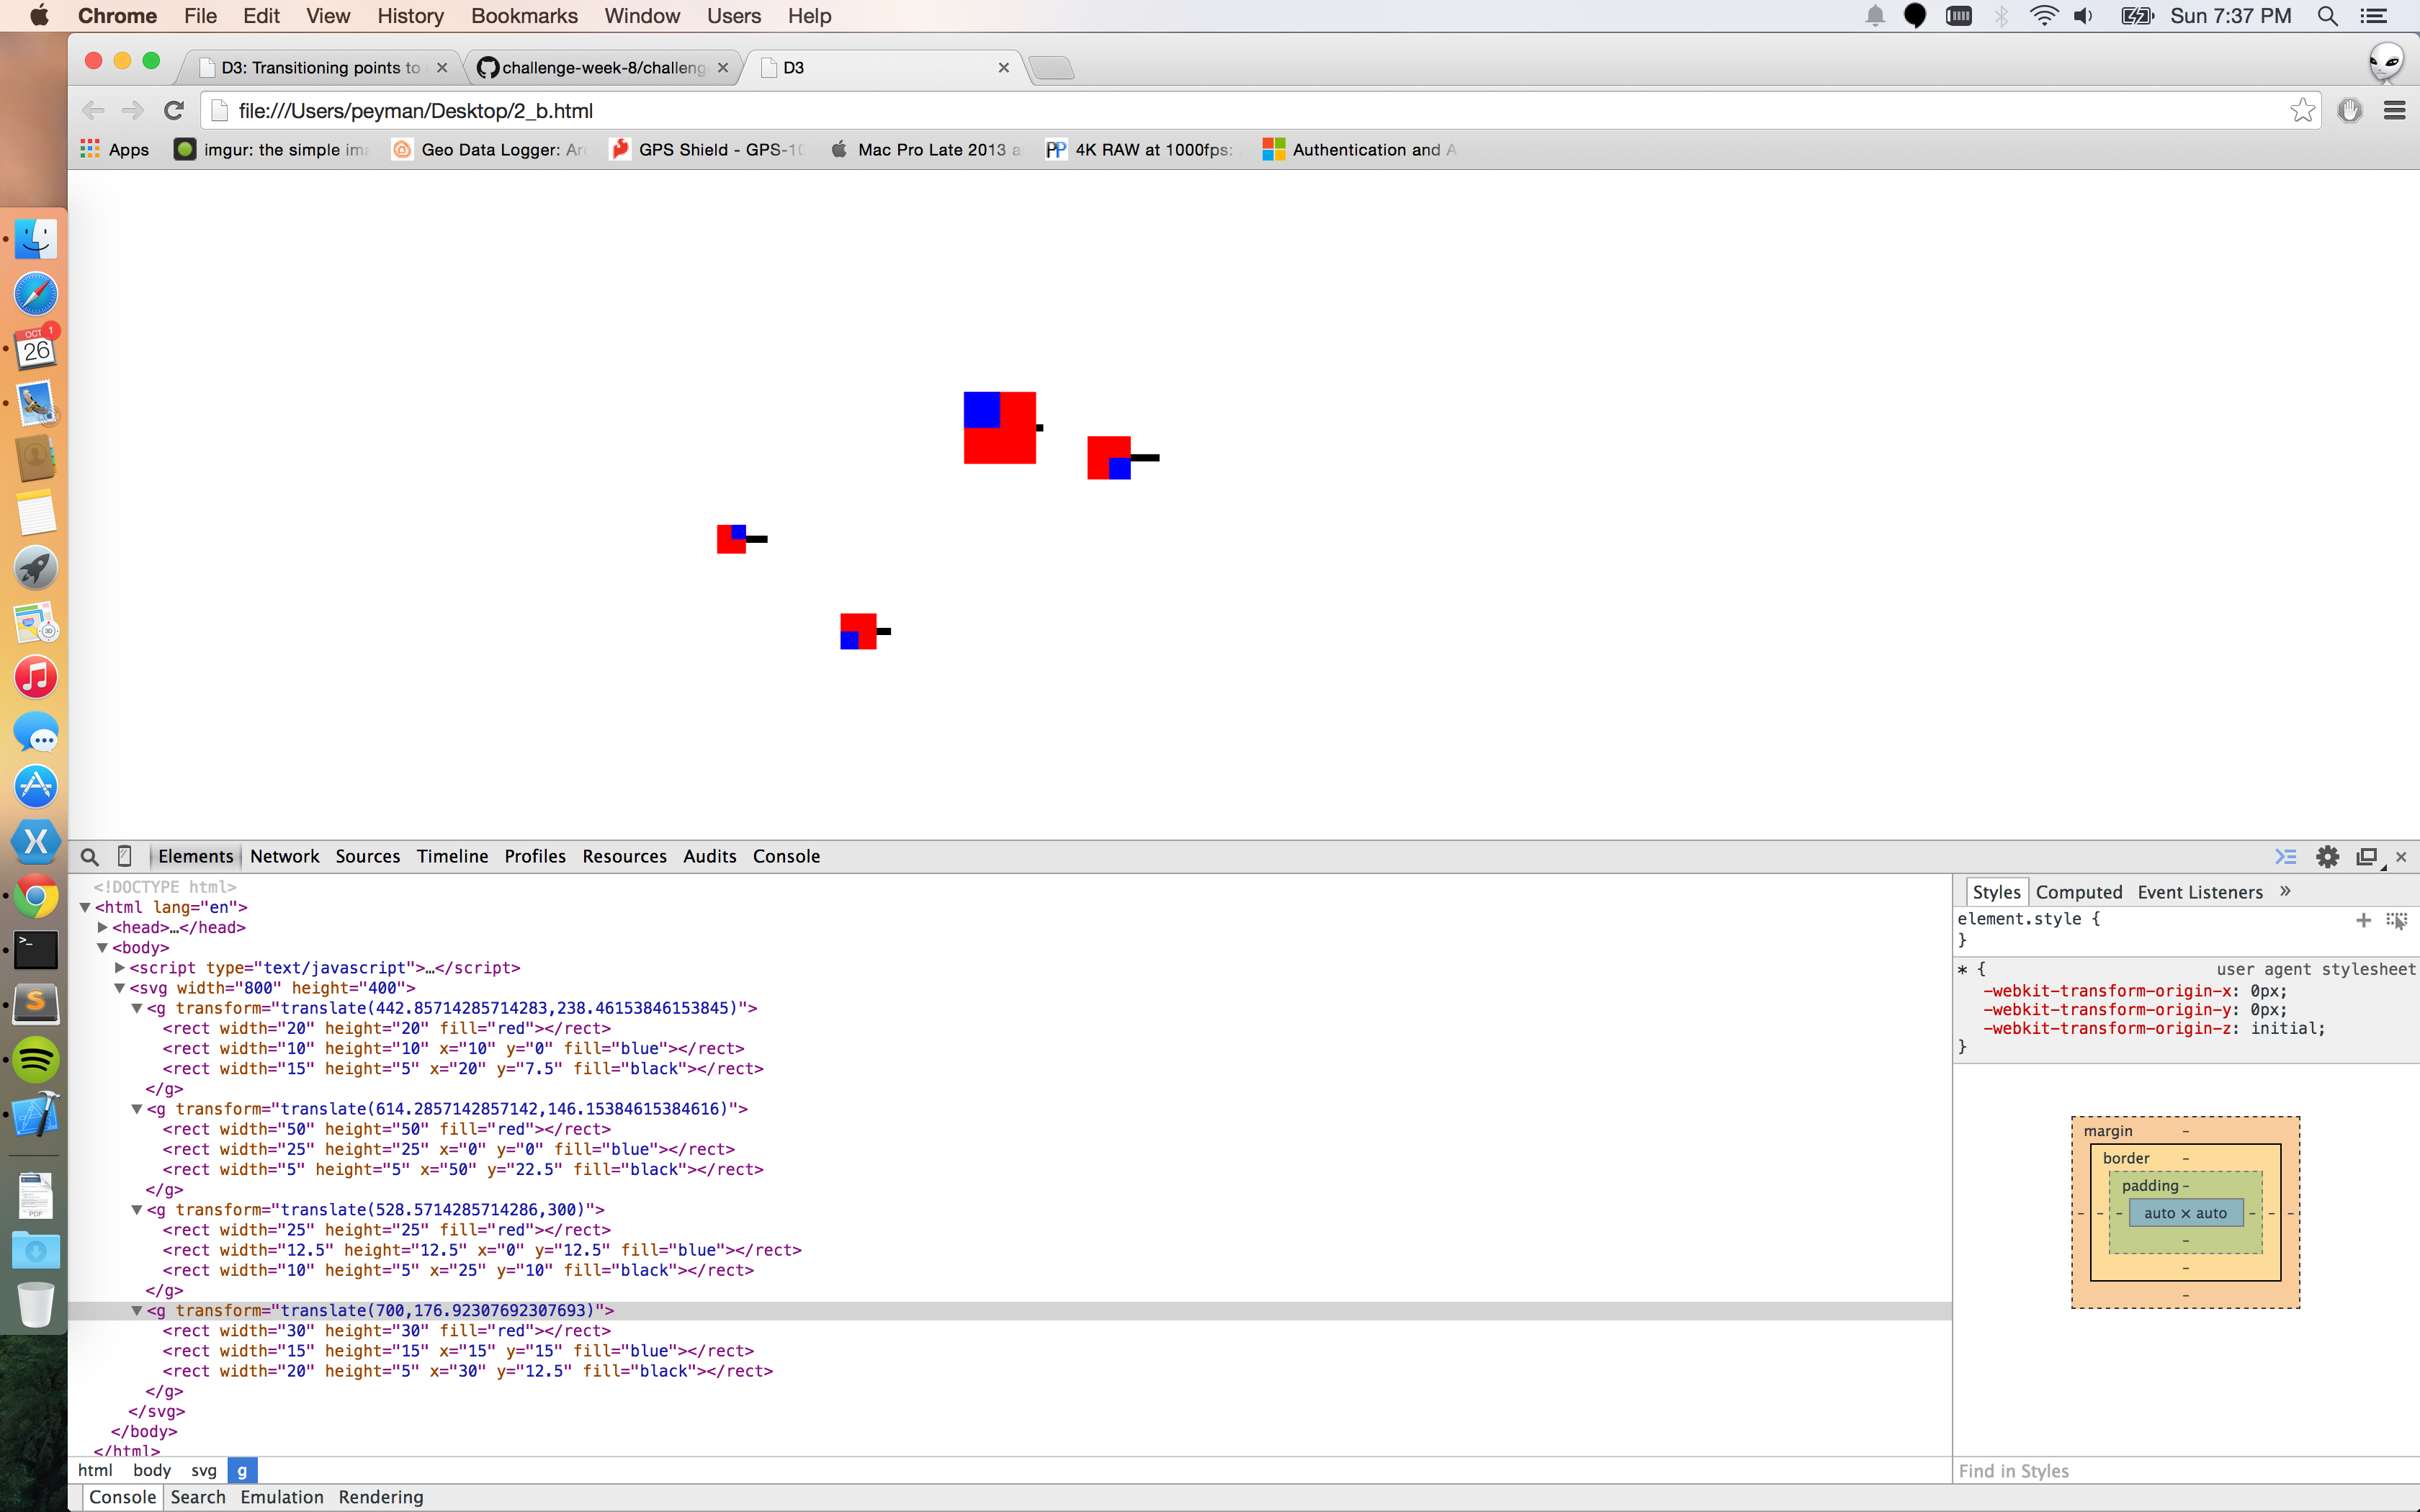 Chrome File Edit View History Bookmarks Window Users Help Sun 7:37 PM
D3: Transitioning points to challenge-week-8/challeng D3
file:///Users/peyman/Desktop/2_b.html
Apps imgur: the simple ima Geo Data Logger: Ar GPS Shield - GPS-10 Mac Pro Late 2013 a PP 4K RAW at 1000fps: Authentication and A
OCT 1
26
PDF
Elements Network Sources Timeline Profiles Resources Audits Console
<!DOCTYPE html>
▼<html lang="en">
▶<head>…</head>
▼<body>
▶<script type="text/javascript">…</script>
▼<svg width="800" height="400">
▼<g transform="translate(442.85714285714283,238.46153846153845)">
<rect width="20" height="20" fill="red"></rect>
<rect width="10" height="10" x="10" y="0" fill="blue"></rect>
<rect width="15" height="5" x="20" y="7.5" fill="black"></rect>
</g>
▼<g transform="translate(614.2857142857142,146.15384615384616)">
<rect width="50" height="50" fill="red"></rect>
<rect width="25" height="25" x="0" y="0" fill="blue"></rect>
<rect width="5" height="5" x="50" y="22.5" fill="black"></rect>
</g>
▼<g transform="translate(528.5714285714286,300)">
<rect width="25" height="25" fill="red"></rect>
<rect width="12.5" height="12.5" x="0" y="12.5" fill="blue"></rect>
<rect width="10" height="5" x="25" y="10" fill="black"></rect>
</g>
▼<g transform="translate(700,176.92307692307693)">
<rect width="30" height="30" fill="red"></rect>
<rect width="15" height="15" x="15" y="15" fill="blue"></rect>
<rect width="20" height="5" x="30" y="12.5" fill="black"></rect>
</g>
</svg>
</body>
</html>
html body svg g
Console Search Emulation Rendering
Styles Computed Event Listeners »
element.style {
}
* { user agent stylesheet
-webkit-transform-origin-x: 0px;
-webkit-transform-origin-y: 0px;
-webkit-transform-origin-z: initial;
}
margin –
border –
padding –
– – – auto × auto – – –
–
–
–
Find in Styles